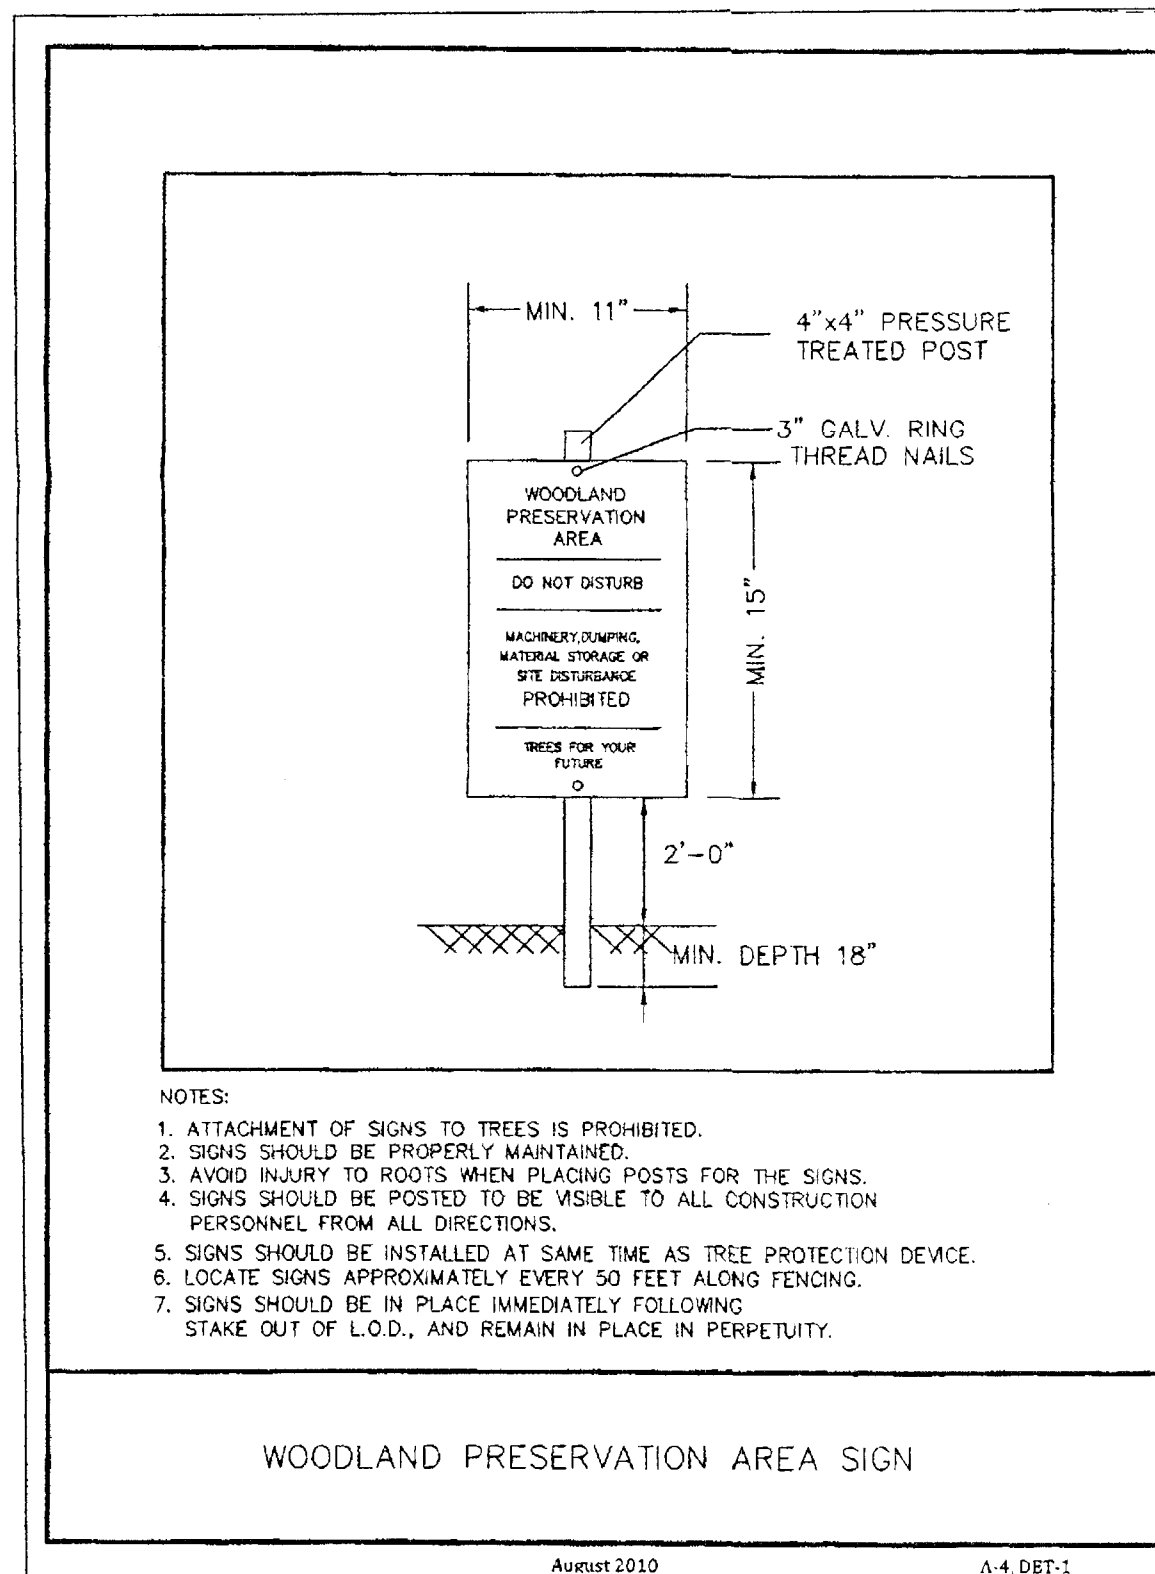 MIN. 11"
4"x4" PRESSURE
TREATED POST
3" GALV. RING
THREAD NAILS
WOODLAND
PRESERVATION
AREA
DO NOT DISTURB
MACHINERY, DUMPING,
MATERIAL STORAGE OR
SITE DISTURBANCE
PROHIBITED
TREES FOR YOUR
FUTURE
MIN. 15"
2'-0"
MIN. DEPTH 18"
NOTES:
1. ATTACHMENT OF SIGNS TO TREES IS PROHIBITED.
2. SIGNS SHOULD BE PROPERLY MAINTAINED.
3. AVOID INJURY TO ROOTS WHEN PLACING POSTS FOR THE SIGNS.
4. SIGNS SHOULD BE POSTED TO BE VISIBLE TO ALL CONSTRUCTION
PERSONNEL FROM ALL DIRECTIONS.
5. SIGNS SHOULD BE INSTALLED AT SAME TIME AS TREE PROTECTION DEVICE.
6. LOCATE SIGNS APPROXIMATELY EVERY 50 FEET ALONG FENCING.
7. SIGNS SHOULD BE IN PLACE IMMEDIATELY FOLLOWING
STAKE OUT OF L.O.D., AND REMAIN IN PLACE IN PERPETUITY.
WOODLAND PRESERVATION AREA SIGN
August 2010
A-4, DET-1